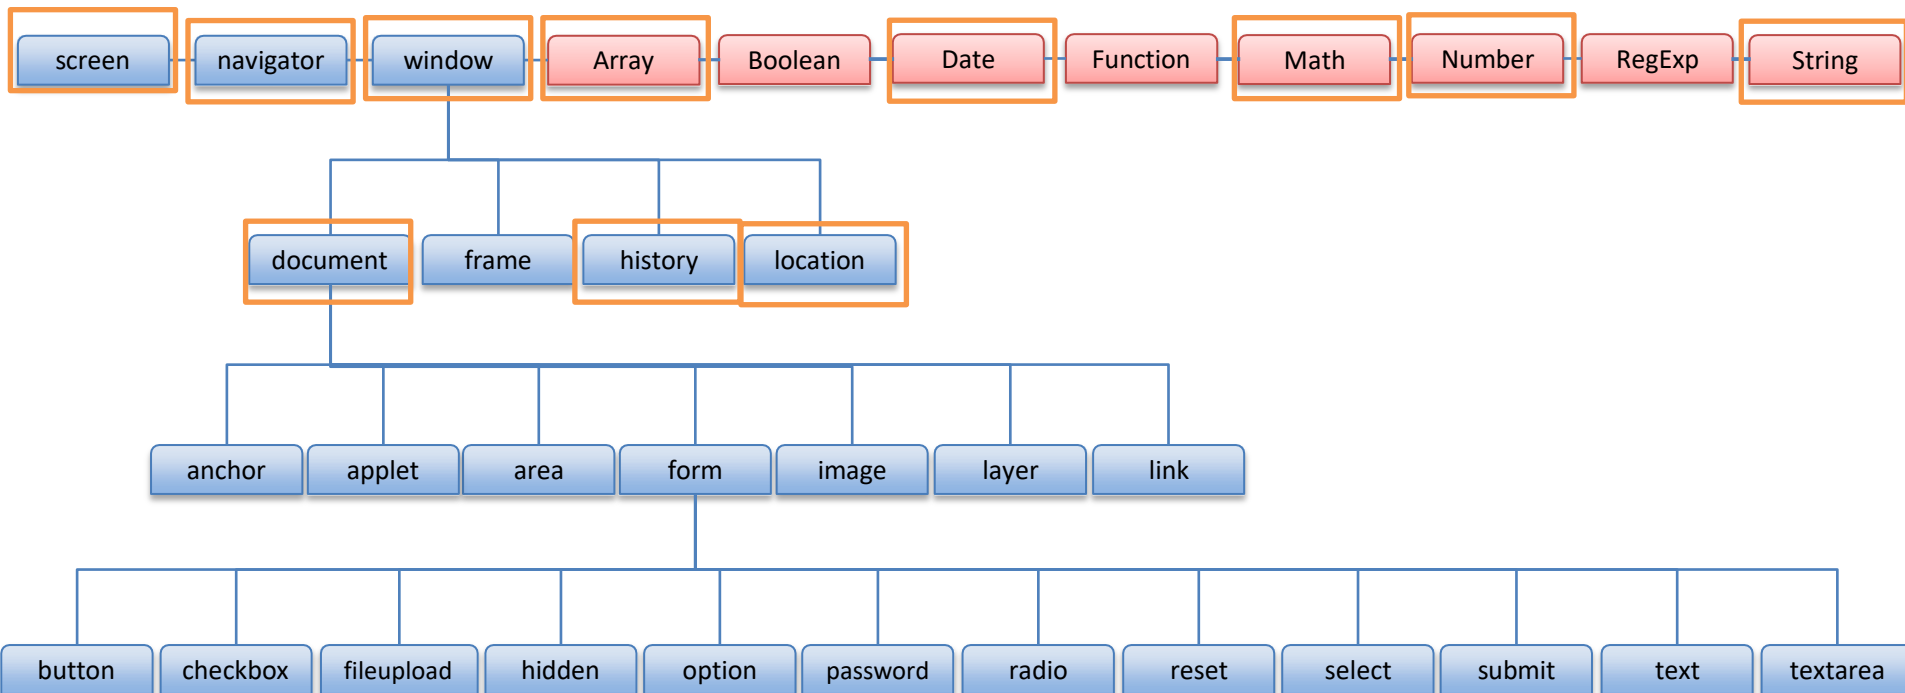 screen navigator window Array Boolean Date Function Math Number RegExp String
document frame history location
anchor applet area form image layer link
button checkbox fileupload hidden option password radio reset select submit text textarea